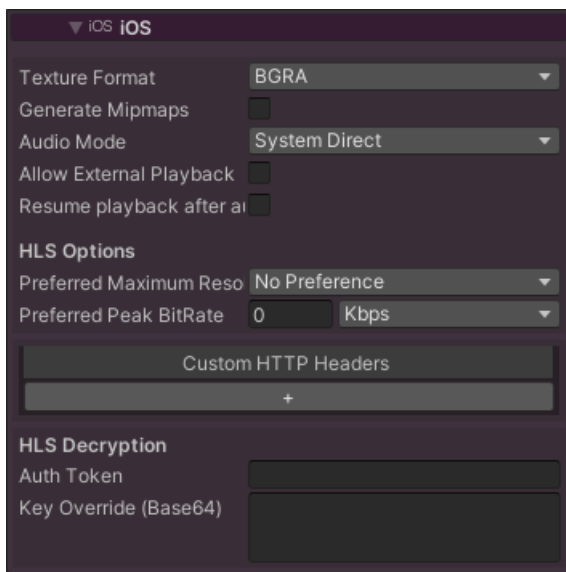 iOS iOS
Texture Format BGRA
Generate Mipmaps
Audio Mode System Direct
Allow External Playback
Resume playback after au
HLS Options
Preferred Maximum Reso No Preference
Preferred Peak BitRate 0 Kbps
Custom HTTP Headers
+
HLS Decryption
Auth Token
Key Override (Base64)